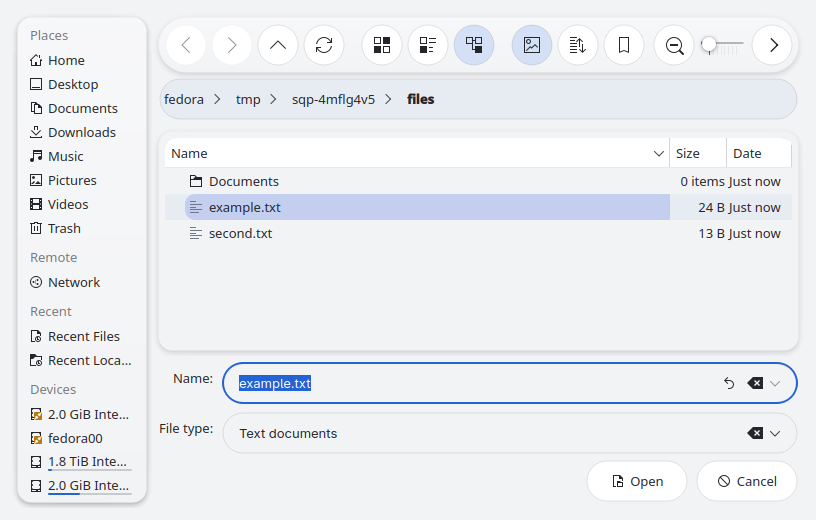 Places
Home
Desktop
Documents
Downloads
Music
Pictures
Videos
Trash
Remote
Network
Recent
Recent Files
Recent Loca...
Devices
2.0 GiB Inte...
fedora00
1.8 TiB Inte...
2.0 GiB Inte...
fedora > tmp > sqp-4mflg4v5 > files
Name Size Date
Documents 0 items Just now
example.txt 24 B Just now
second.txt 13 B Just now
Name: example.txt
File type: Text documents
Open Cancel